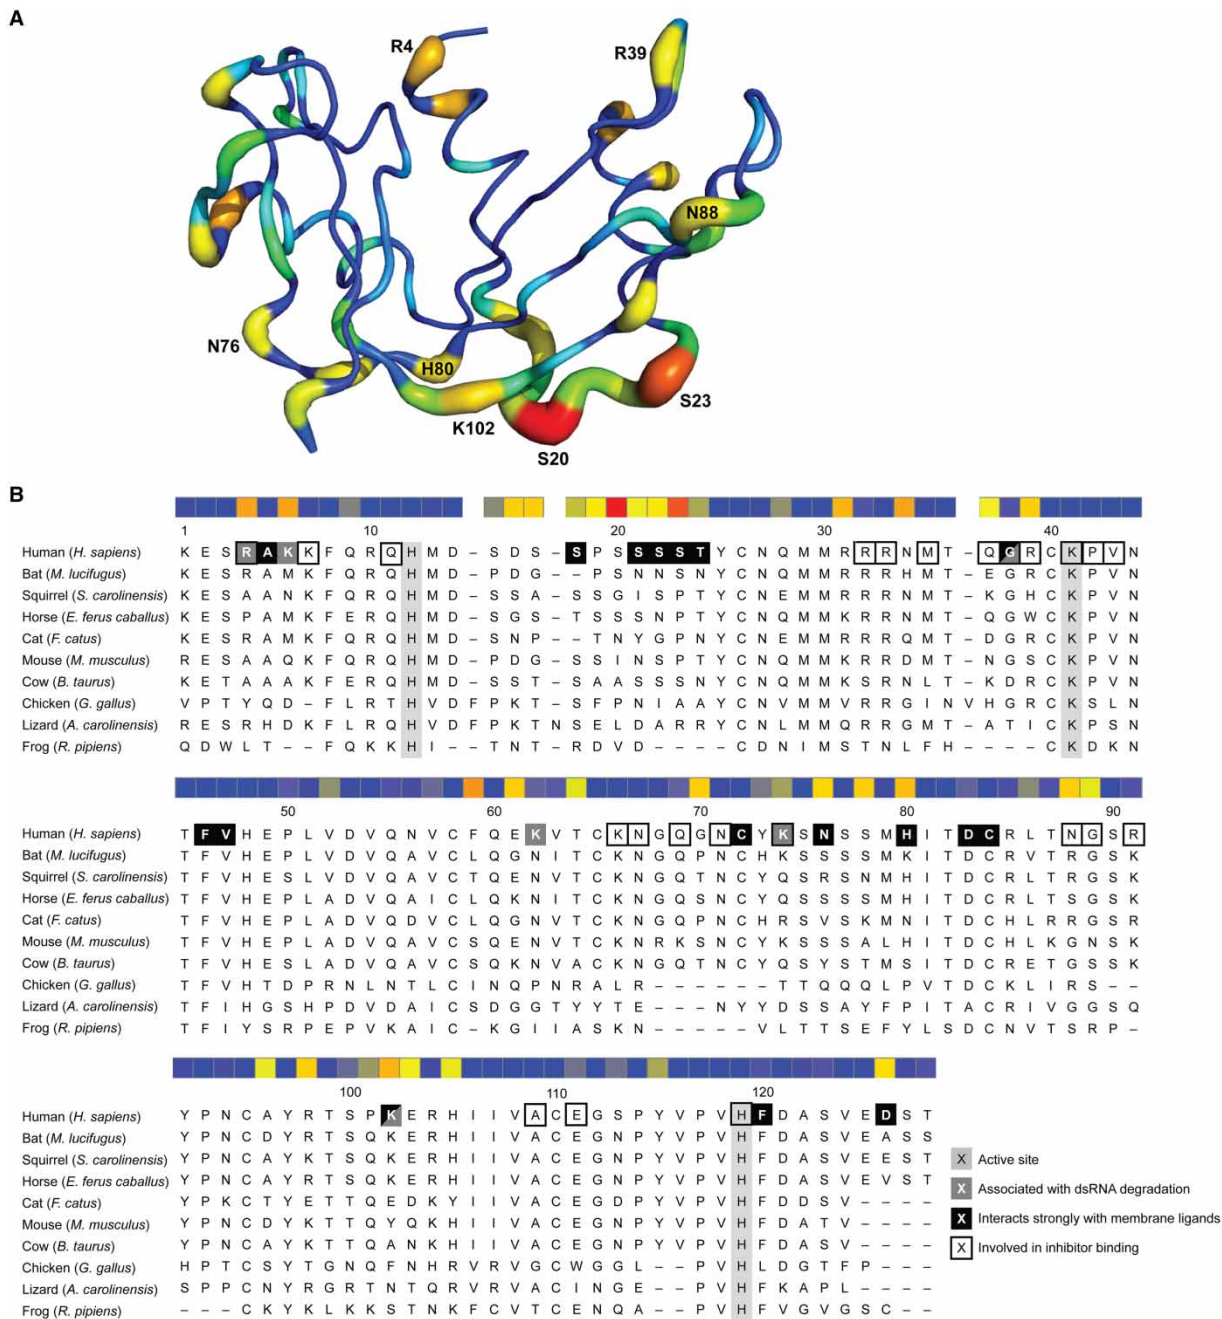 A
R4
R39
N88
N76
H80
S23
K102
S20
B
1 10 20 30 40
Human (H. sapiens) K E S R A K K F Q R Q H M D – S D S – S P S S S S T Y C N Q M M R R R N M T – Q G R C K P V N
Bat (M. lucifugus) K E S R A M K F Q R Q H M D – P D G – – P S N N S N Y C N Q M M R R R H M T – E G R C K P V N
Squirrel (S. carolinensis) K E S A A N K F Q R Q H M D – S S A – S S G I S P T Y C N E M M R R R N M T – K G H C K P V N
Horse (E. ferus caballus) K E S P A M K F E R Q H M D – S G S – T S S S N P T Y C N Q M M K R R N M T – Q G W C K P V N
Cat (F. catus) K E S R A M K F Q R Q H M D – S N P – – T N Y G P N Y C N E M M R R R Q M T – D G R C K P V N
Mouse (M. musculus) R E S A A Q K F Q R Q H M D – P D G – S S I N S P T Y C N Q M M K R R D M T – N G S C K P V N
Cow (B. taurus) K E T A A A K F E R Q H M D – S S T – S A A S S S N Y C N Q M M K S R N L T – K D R C K P V N
Chicken (G. gallus) V P T Y Q D – F L R T H V D F P K T – S F P N I A A Y C N V M M V R R G I N V H G R C K S L N
Lizard (A. carolinensis) R E S R H D K F L R Q H V D F P K T N S E L D A R R Y C N L M M Q R R G M T – A T I C K P S N
Frog (R. pipiens) Q D W L T – – F Q K K H I – – T N T – R D V D – – – – C D N I M S T N L F H – – – – C K D K N
50 60 70 80 90
Human (H. sapiens) T F V H E P L V D V Q N V C F Q E K V T C K N G Q G N C Y K S N S S M H I T D C R L T N G S R
Bat (M. lucifugus) T F V H E P L V D V Q A V C L Q G N I T C K N G Q P N C H K S S S S M K I T D C R V T R G S K
Squirrel (S. carolinensis) T F V H E S L V D V Q A V C T Q E N V T C K N G Q T N C Y Q S R S N M H I T D C R L T R G S K
Horse (E. ferus caballus) T F V H E P L A D V Q A I C L Q K N I T C K N G Q S N C Y Q S S S S M H I T D C R L T S G S K
Cat (F. catus) T F V H E P L A D V Q D V C L Q G N V T C K N G Q P N C H R S V S K M N I T D C H L R R G S R
Mouse (M. musculus) T F V H E P L A D V Q A V C S Q E N V T C K N R K S N C Y K S S S A L H I T D C H L K G N S K
Cow (B. taurus) T F V H E S L A D V Q A V C S Q K N V A C K N G Q T N C Y Q S Y S T M S I T D C R E T G S S K
Chicken (G. gallus) T F V H T D P R N L N T L C I N Q P N R A L R – – – – – – T T Q Q Q L P V T D C K L I R S – –
Lizard (A. carolinensis) T F I H G S H P D V D A I C S D G G T Y Y T E – – – N Y Y D S S A Y F P I T A C R I V G G S Q
Frog (R. pipiens) T F I Y S R P E P V K A I C – K G I I A S K N – – – – – V L T T S E F Y L S D C N V T S R P –
100 110 120
Human (H. sapiens) Y P N C A Y R T S P K E R H I I V A C E G S P Y V P V H F D A S V E D S T
Bat (M. lucifugus) Y P N C A Y R T S Q K E R H I I V A C E G N P Y V P V H F D A S V E A S S
Squirrel (S. carolinensis) Y P N C A Y K T S Q K E R H I I V A C E G N P Y V P V H F D A S V E E S T
Horse (E. ferus caballus) Y P N C A Y R T S Q K E R H I I V A C E G N P Y V P V H F D A S V E V S T
Cat (F. catus) Y P K C T Y E T T Q E D K Y I I V A C E G D P Y V P V H F D D S V – – – –
Mouse (M. musculus) Y P N C D Y K T T Q Y Q K H I I V A C E G N P Y V P V H F D A T V – – – –
Cow (B. taurus) Y P N C A Y K T T Q A N K H I I V A C E G N P Y V P V H F D A S V – – – –
Chicken (G. gallus) H P T C S Y T G N Q F N H R V R V G C W G G L – – P V H L D G T F P – – –
Lizard (A. carolinensis) S P P C N Y R G R T N T Q R V R V A C I N G E – – P V H F K A P L – – – –
Frog (R. pipiens) – – – C K Y K L K K S T N K F C V T C E N Q A – – P V H F V G V G S C – –
X Active site
X Associated with dsRNA degradation
X Interacts strongly with membrane ligands
X Involved in inhibitor binding